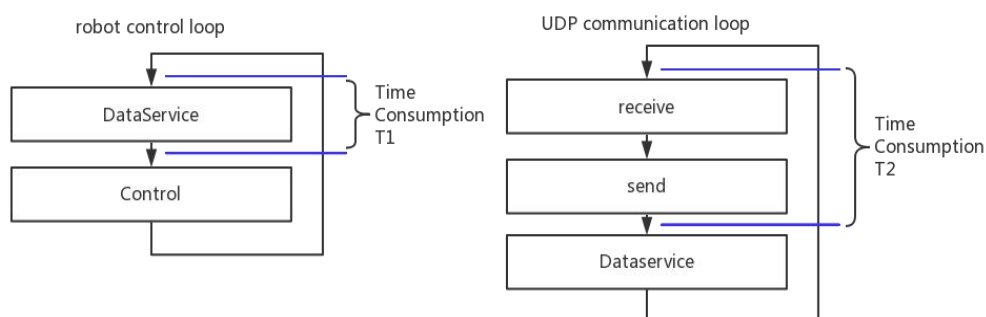 robot control loop
DataService
Control
Time
Consumption
T1
UDP communication loop
receive
send
Dataservice
Time
Consumption
T2